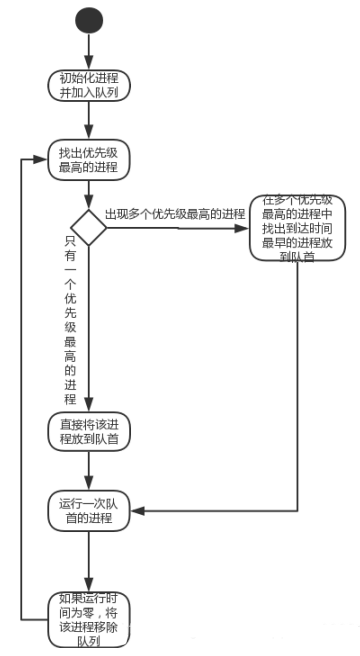 初始化进程
并加入队列
找出优先级
最高的进程
出现多个优先级最高的进程
在多个优先级
最高的进程中
找出到达时间
最早的进程放
到队首
只有一个优先级最高的进程
直接将该进
程放到队首
运行一次队
首的进程
如果运行时
间为零，将
该进程移除
队列